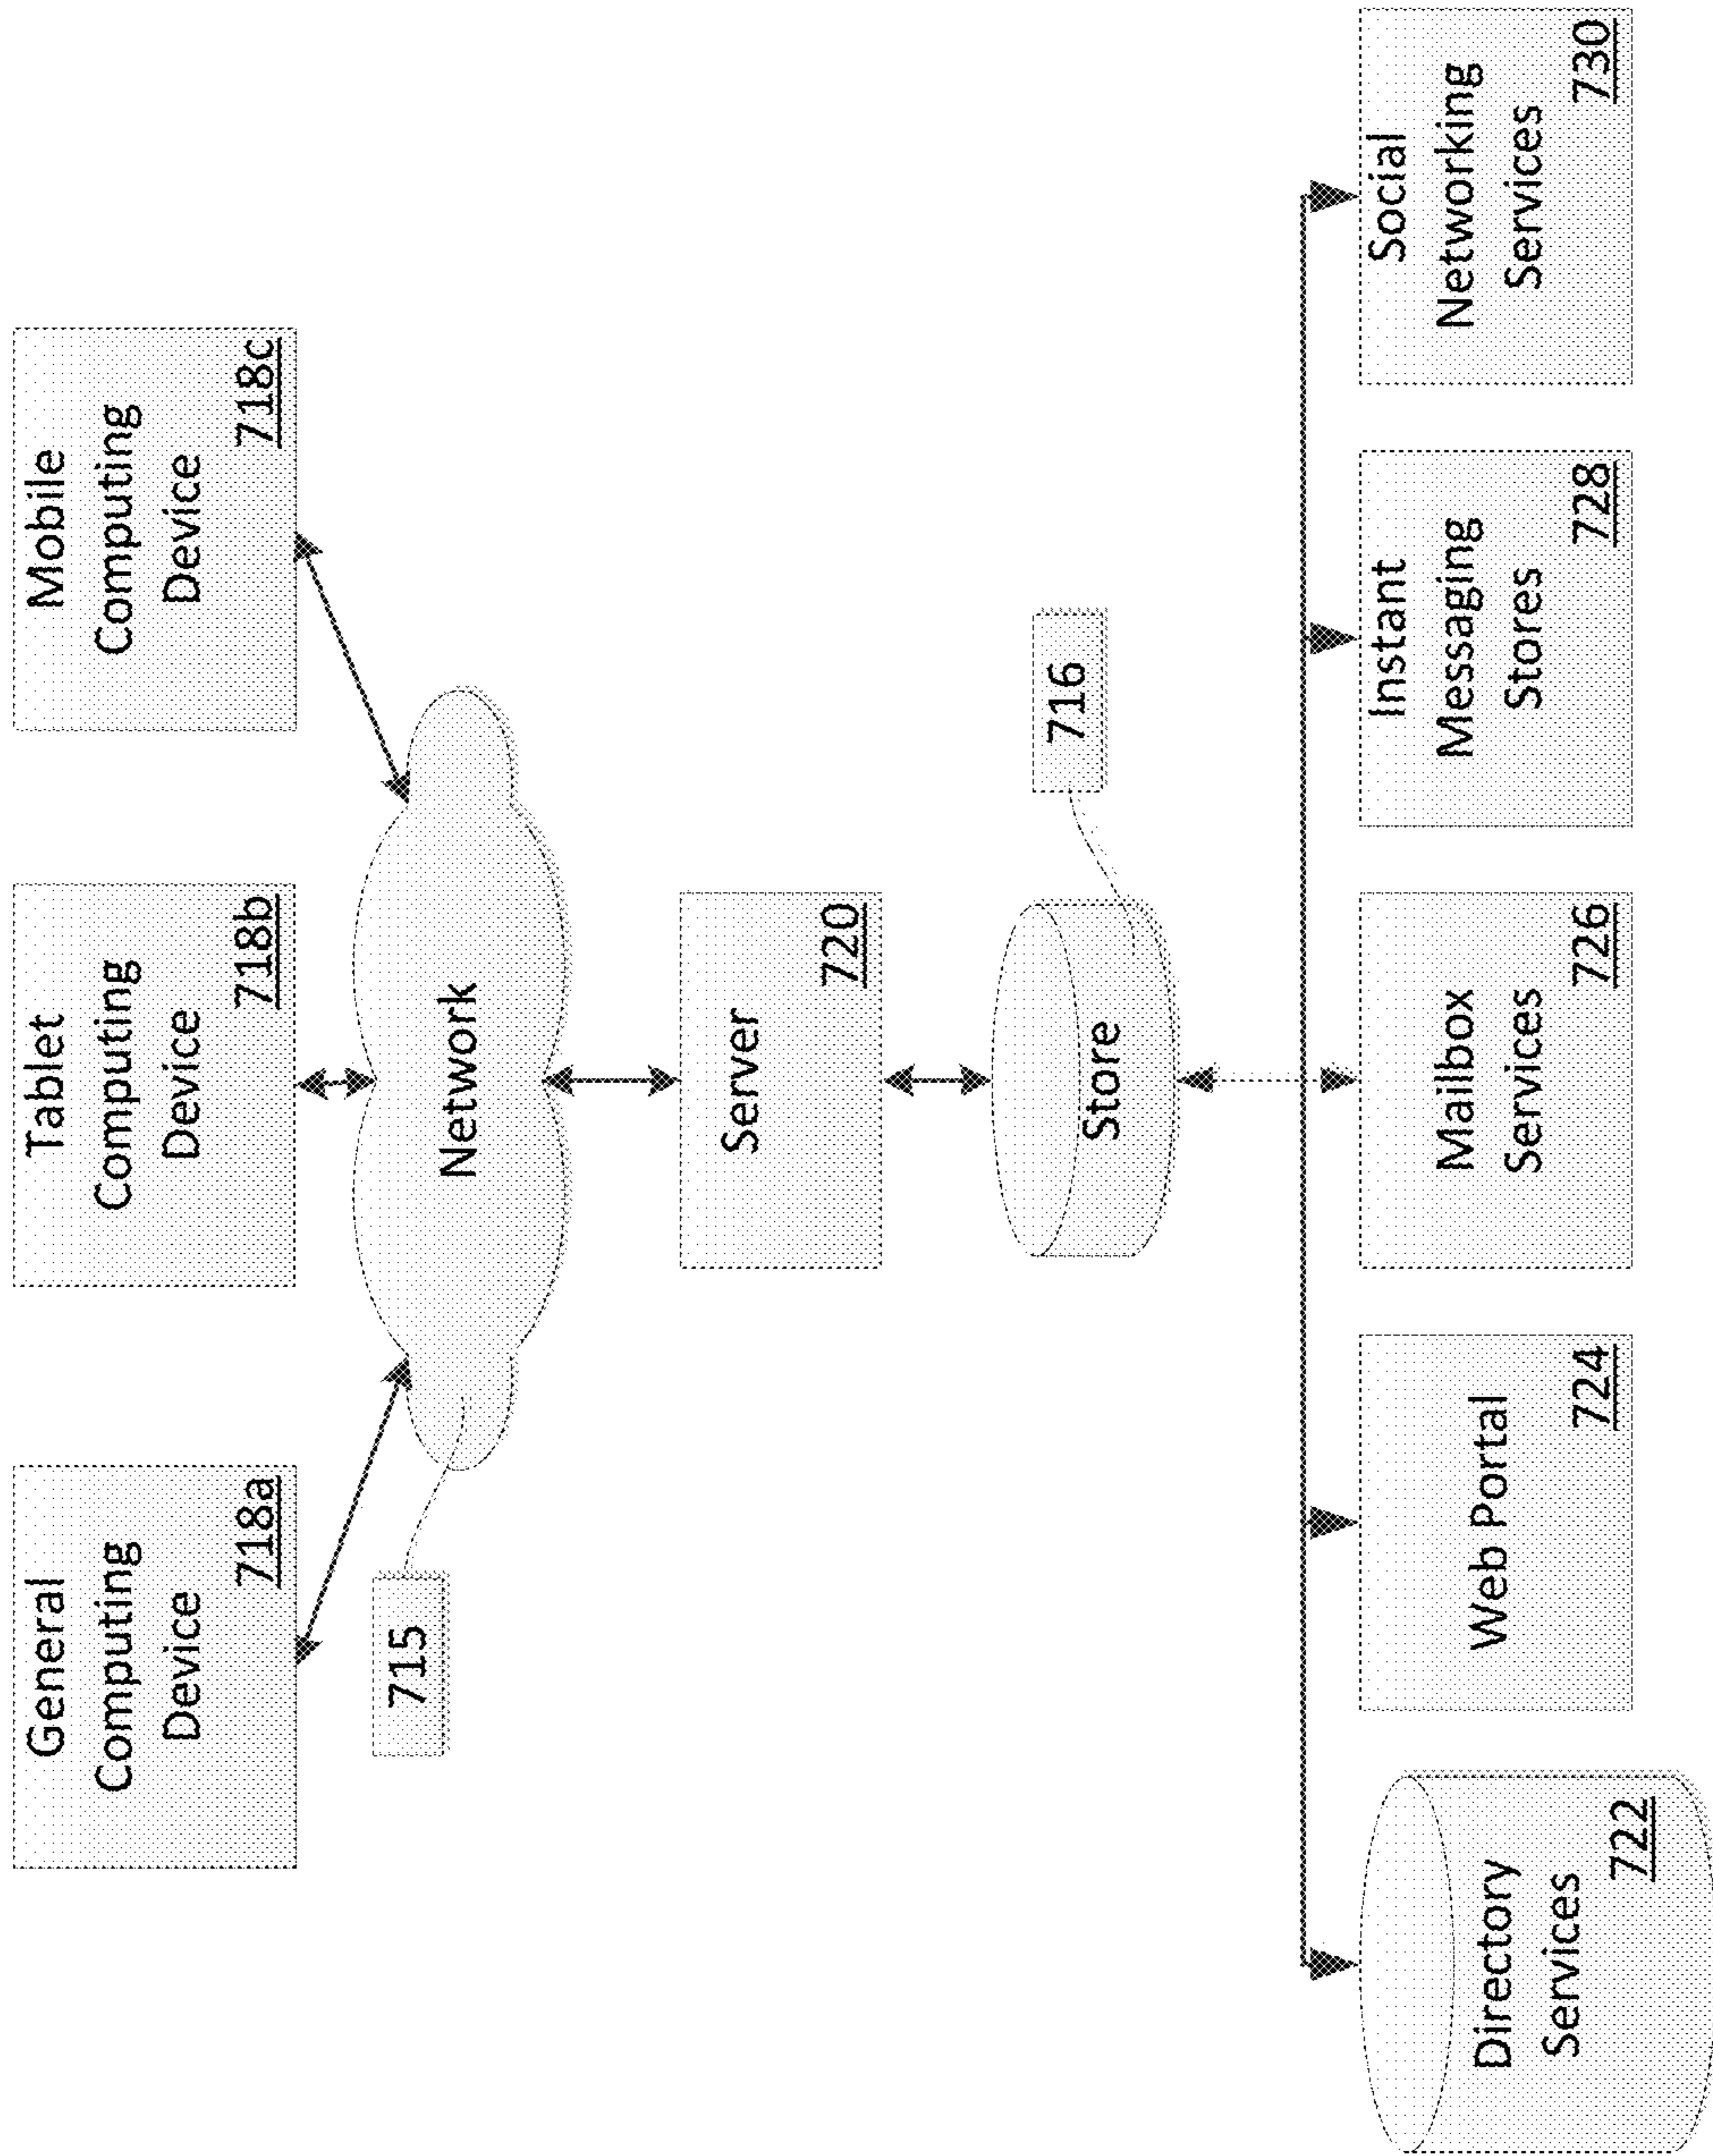 General
Computing
Device
718a
Tablet
Computing
Device
718b
Mobile
Computing
Device
718c
715
Network
Server
720
Store
716
Directory
Services
722
Web Portal
724
Mailbox
Services
726
Instant
Messaging
Stores
728
Social
Networking
Services
730